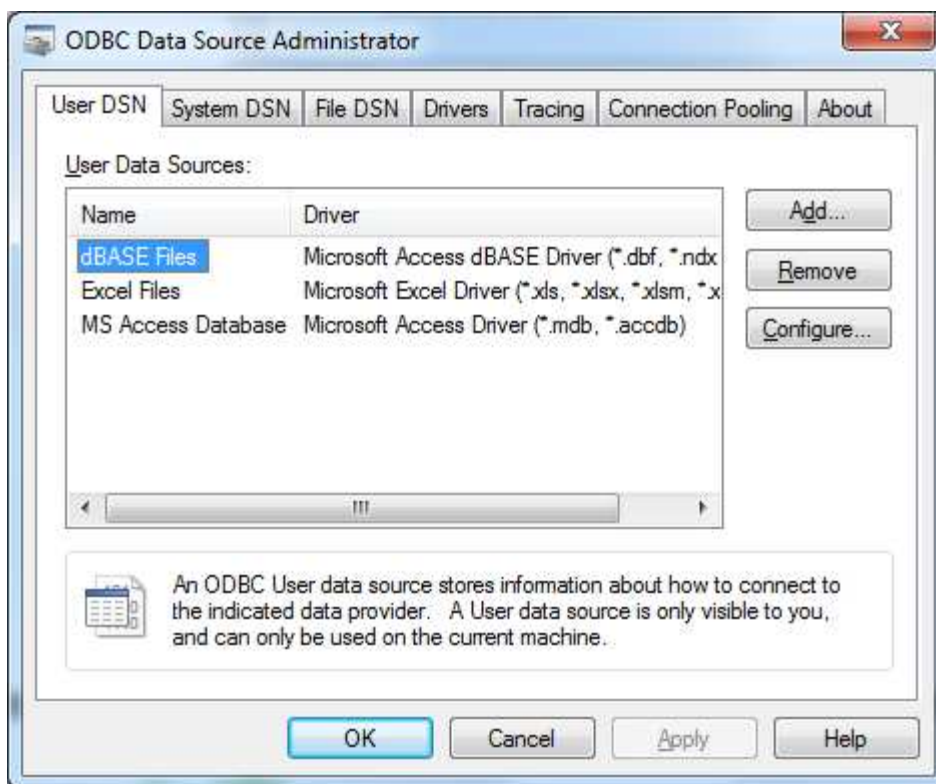 ODBC Data Source Administrator
User DSN System DSN File DSN Drivers Tracing Connection Pooling About
User Data Sources:
Name Driver
dBASE Files Microsoft Access dBASE Driver (*.dbf, *.ndx
Excel Files Microsoft Excel Driver (*.xls, *.xlsx, *.xlsm, *.x
MS Access Database Microsoft Access Driver (*.mdb, *.accdb)
Add...
Remove
Configure...
An ODBC User data source stores information about how to connect to
the indicated data provider. A User data source is only visible to you,
and can only be used on the current machine.
OK Cancel Apply Help